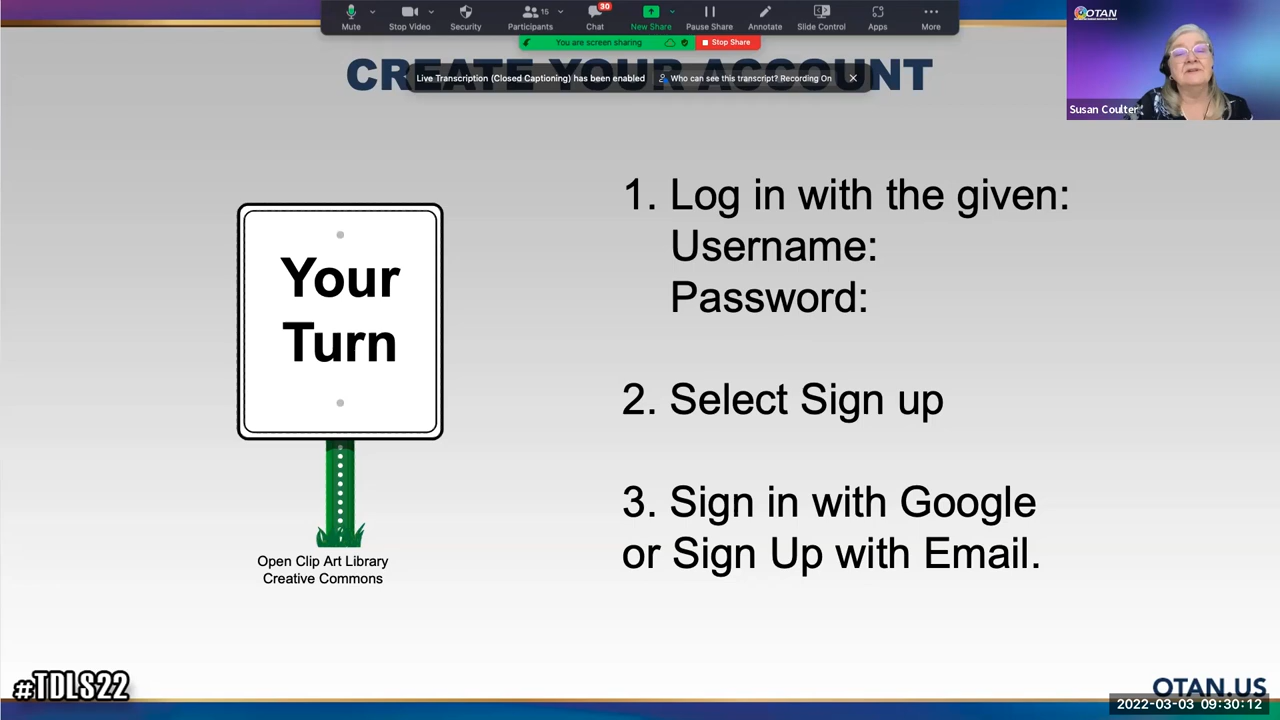 Mute
Stop Video
Security
Participants
15
Chat
30
New Share
Pause Share
Annotate
Slide Control
Apps
More
You are screen sharing
Stop Share
CREATE YOUR ACCOUNT
Live Transcription (Closed Captioning) has been enabled
Who can see this transcript? Recording On
OTAN
Susan Coulter
Your
Turn
Open Clip Art Library
Creative Commons
1. Log in with the given:
Username:
Password:
2. Select Sign up
3. Sign in with Google
or Sign Up with Email.
#TDLS22
OTAN.US
2022-03-03 09:30:12